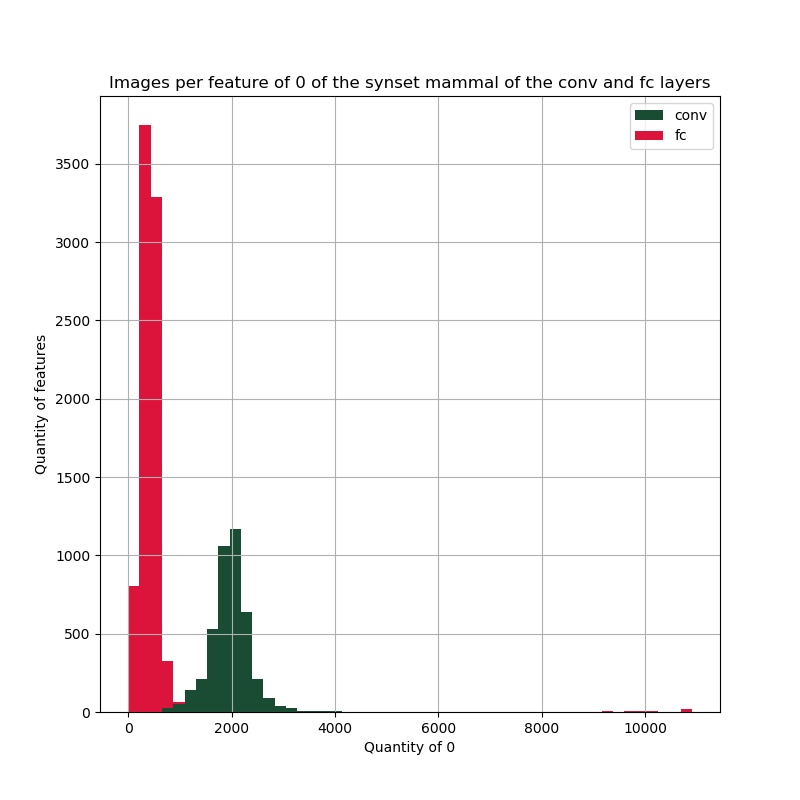 Images per feature of 0 of the synset mammal of the conv and fc layers
conv
fc
3500
3000
2500
2000
1500
1000
500
0
Quantity of features
0 2000 4000 6000 8000 10000
Quantity of 0